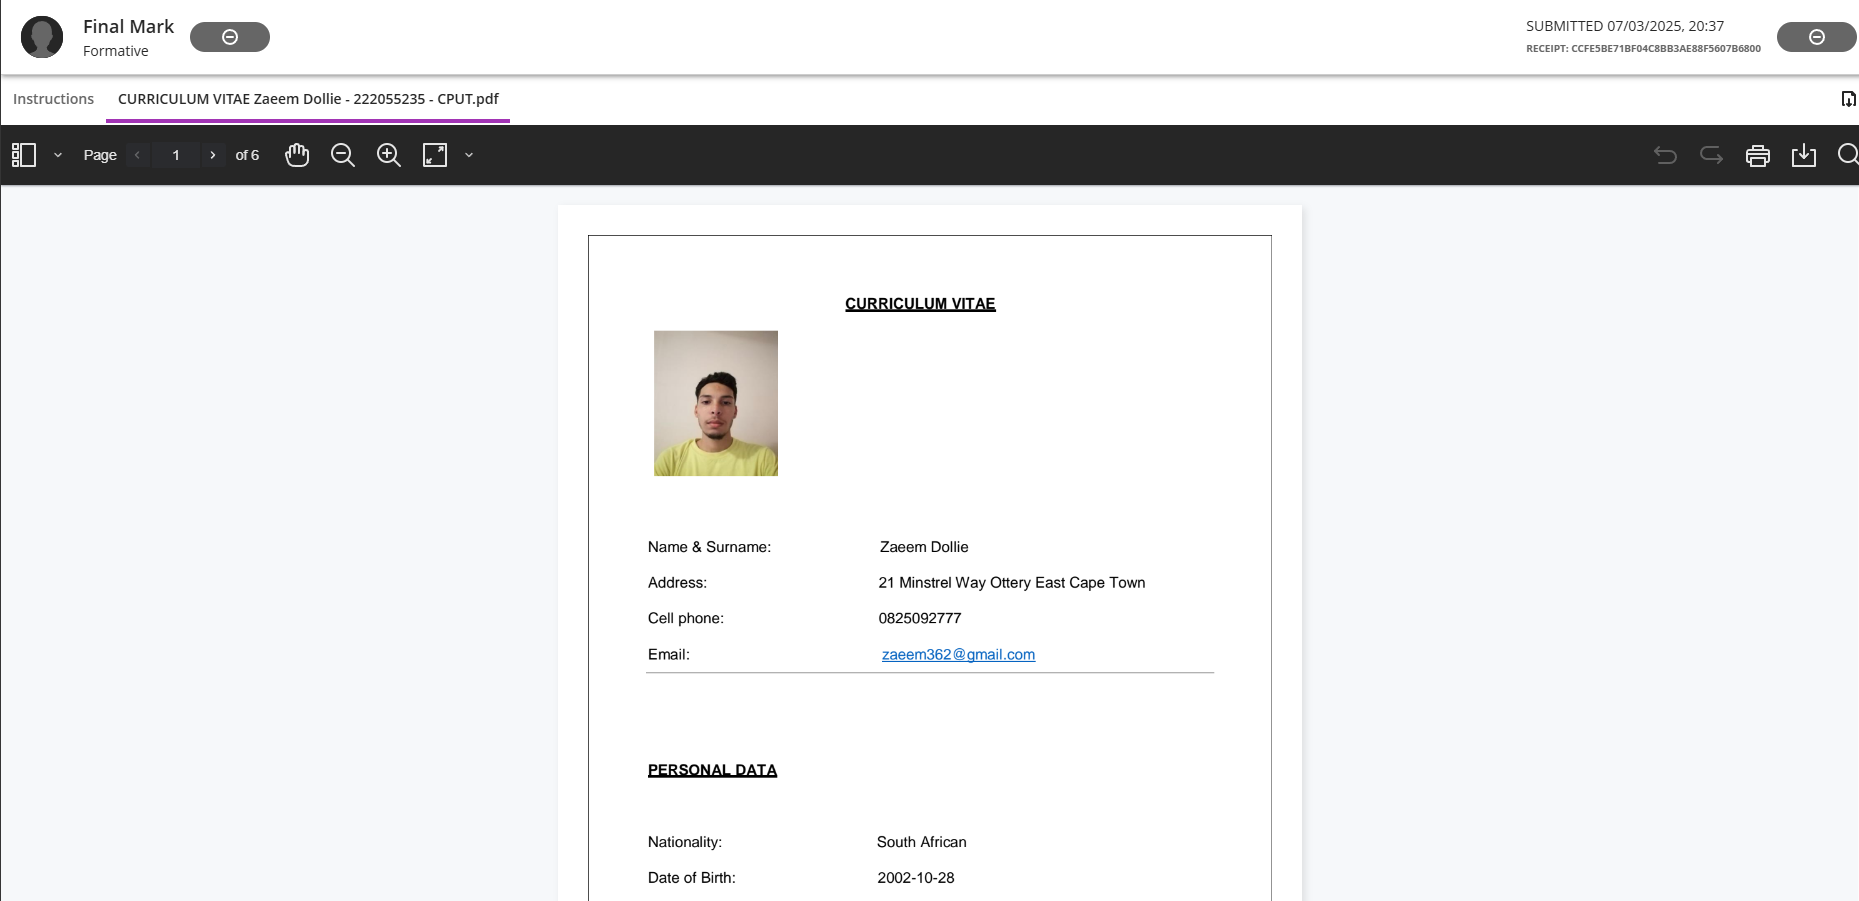 Final Mark
Formative
SUBMITTED 07/03/2025, 20:37
RECEIPT: CCFE5BE71BF04C8BB3AE88F5607B6800
Instructions CURRICULUM VITAE Zaeem Dollie - 222055235 - CPUT.pdf
Page 1 of 6
CURRICULUM VITAE
Name & Surname: Zaeem Dollie
Address: 21 Minstrel Way Ottery East Cape Town
Cell phone: 0825092777
Email: zaeem362@gmail.com
PERSONAL DATA
Nationality: South African
Date of Birth: 2002-10-28